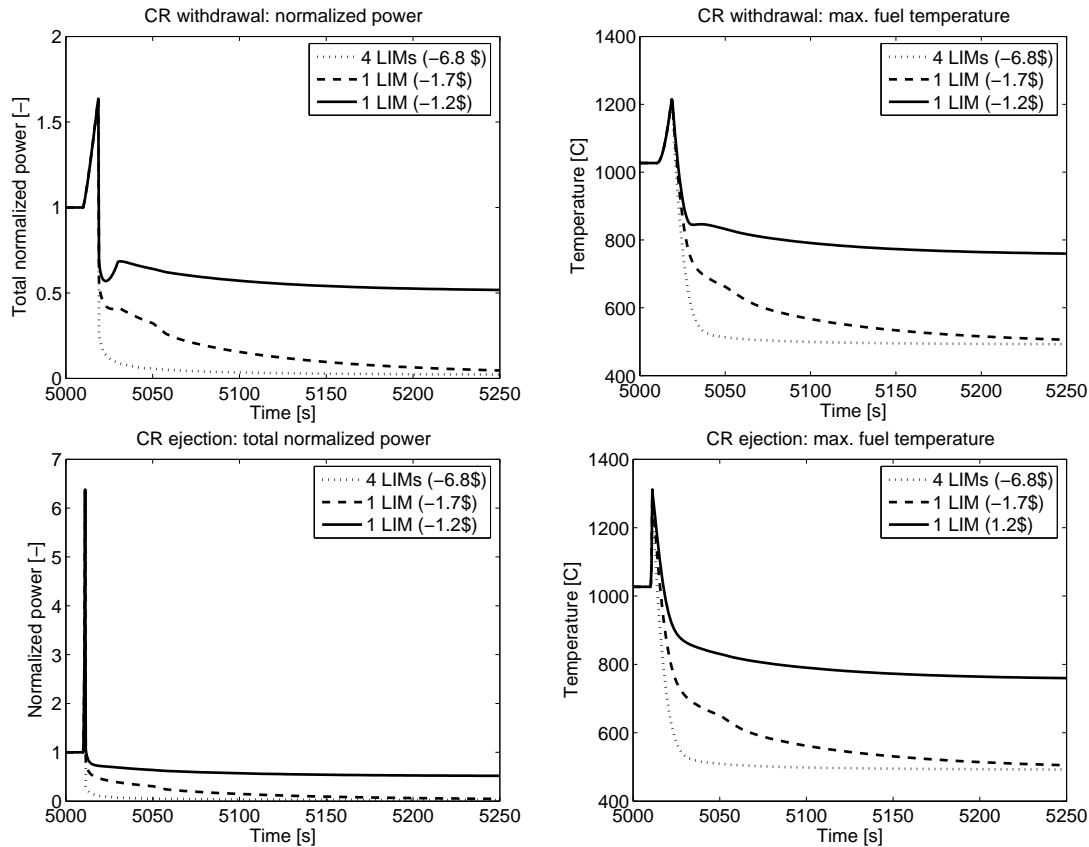 CR withdrawal: normalized power
2
1.5
1
0.5
0
Total normalized power [−]
4 LIMs (−6.8 $)
1 LIM (−1.7$)
1 LIM (−1.2$)
5000 5050 5100 5150 5200 5250
Time [s]
CR withdrawal: max. fuel temperature
1400
1200
1000
800
600
400
Temperature [C]
4 LIMs (−6.8$)
1 LIM (−1.7$)
1 LIM (−1.2$)
5000 5050 5100 5150 5200 5250
Time [s]
CR ejection: total normalized power
7
6
5
4
3
2
1
0
Normalized power [−]
4 LIMs (−6.8$)
1 LIM (−1.7$)
1 LIM (−1.2$)
5000 5050 5100 5150 5200 5250
Time [s]
CR ejection: max. fuel temperature
1400
1200
1000
800
600
400
Temperature [C]
4 LIMs (−6.8$)
1 LIM (−1.7$)
1 LIM (1.2$)
5000 5050 5100 5150 5200 5250
Time [s]